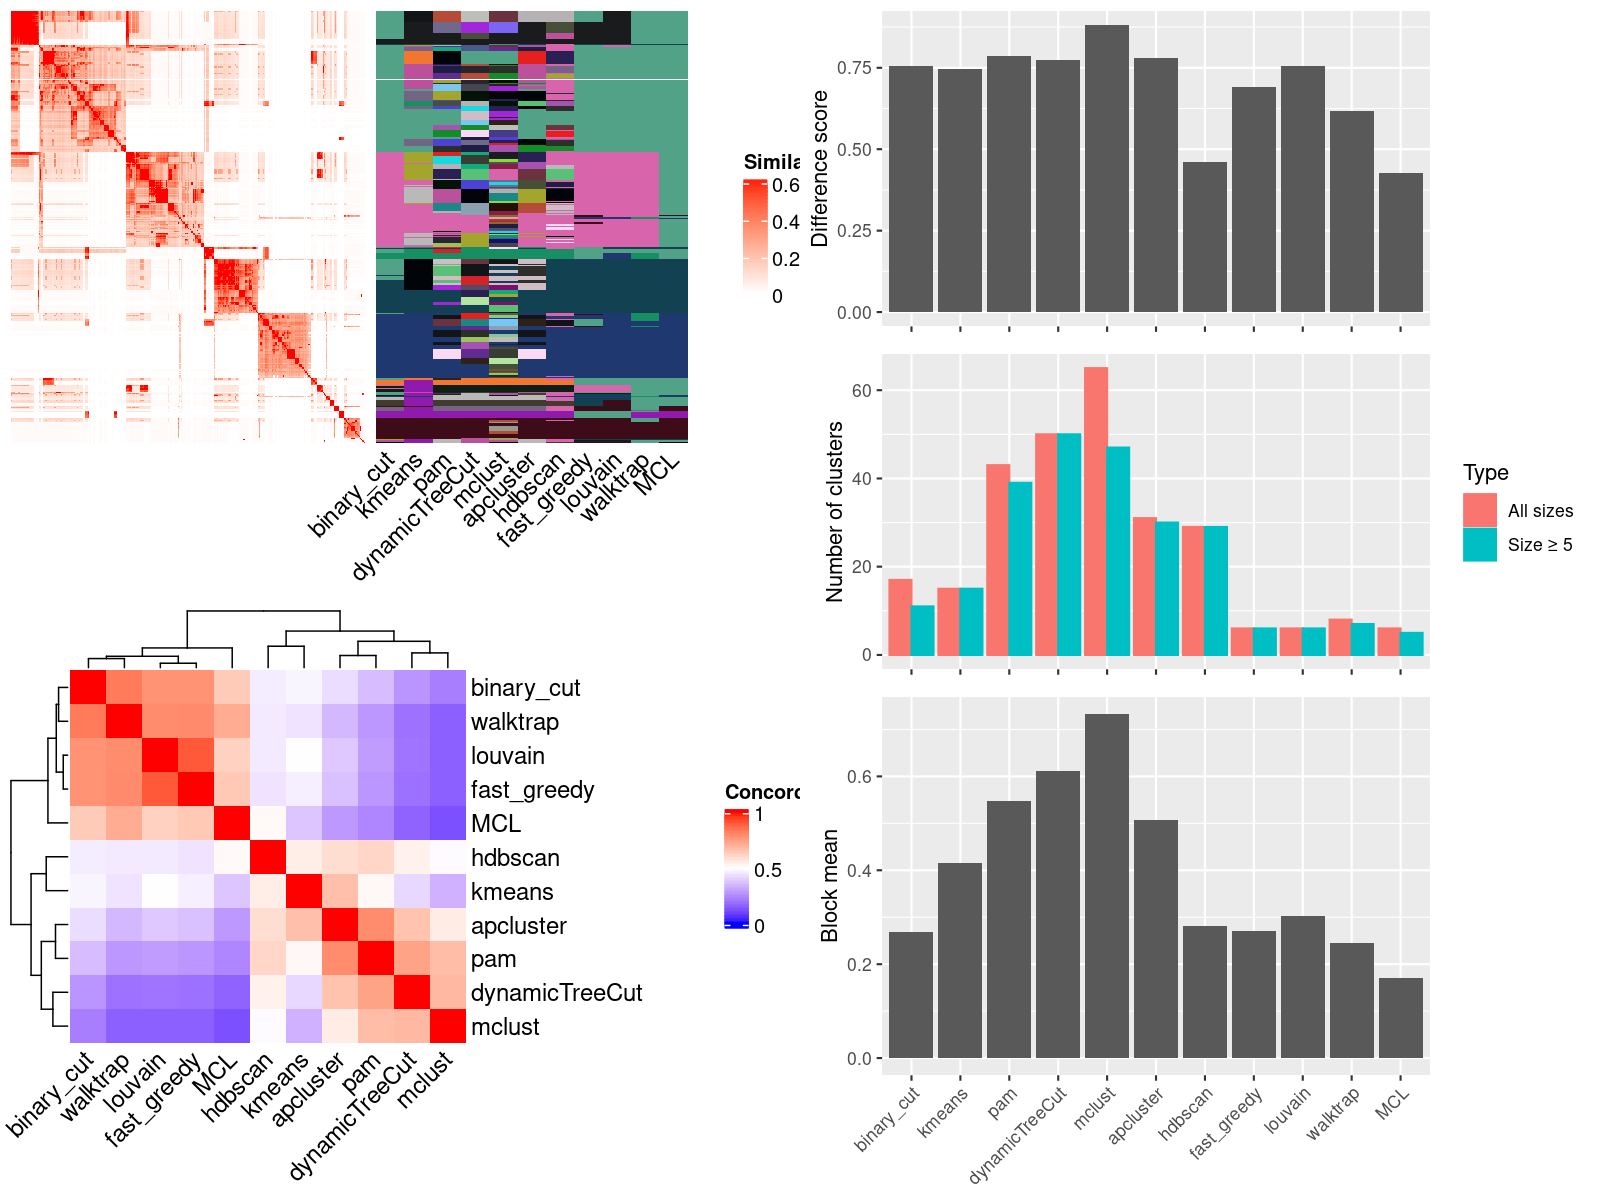 Simila
0.6
0.4
0.2
0
binary_cut
kmeans
pam
dynamicTreeCut
mclust
apcluster
hdbscan
fast_greedy
louvain
walktrap
MCL
Difference score
0.75
0.50
0.25
0.00
Number of clusters
60
40
20
0
Type
All sizes
Size ≥ 5
binary_cut
walktrap
louvain
fast_greedy
MCL
hdbscan
kmeans
apcluster
pam
dynamicTreeCut
mclust
binary_cut
walktrap
louvain
fast_greedy
MCL
hdbscan
kmeans
apcluster
pam
dynamicTreeCut
mclust
Concord
1
0.5
0
Block mean
0.6
0.4
0.2
0.0
binary_cut
kmeans
pam
dynamicTreeCut
mclust
apcluster
hdbscan
fast_greedy
louvain
walktrap
MCL